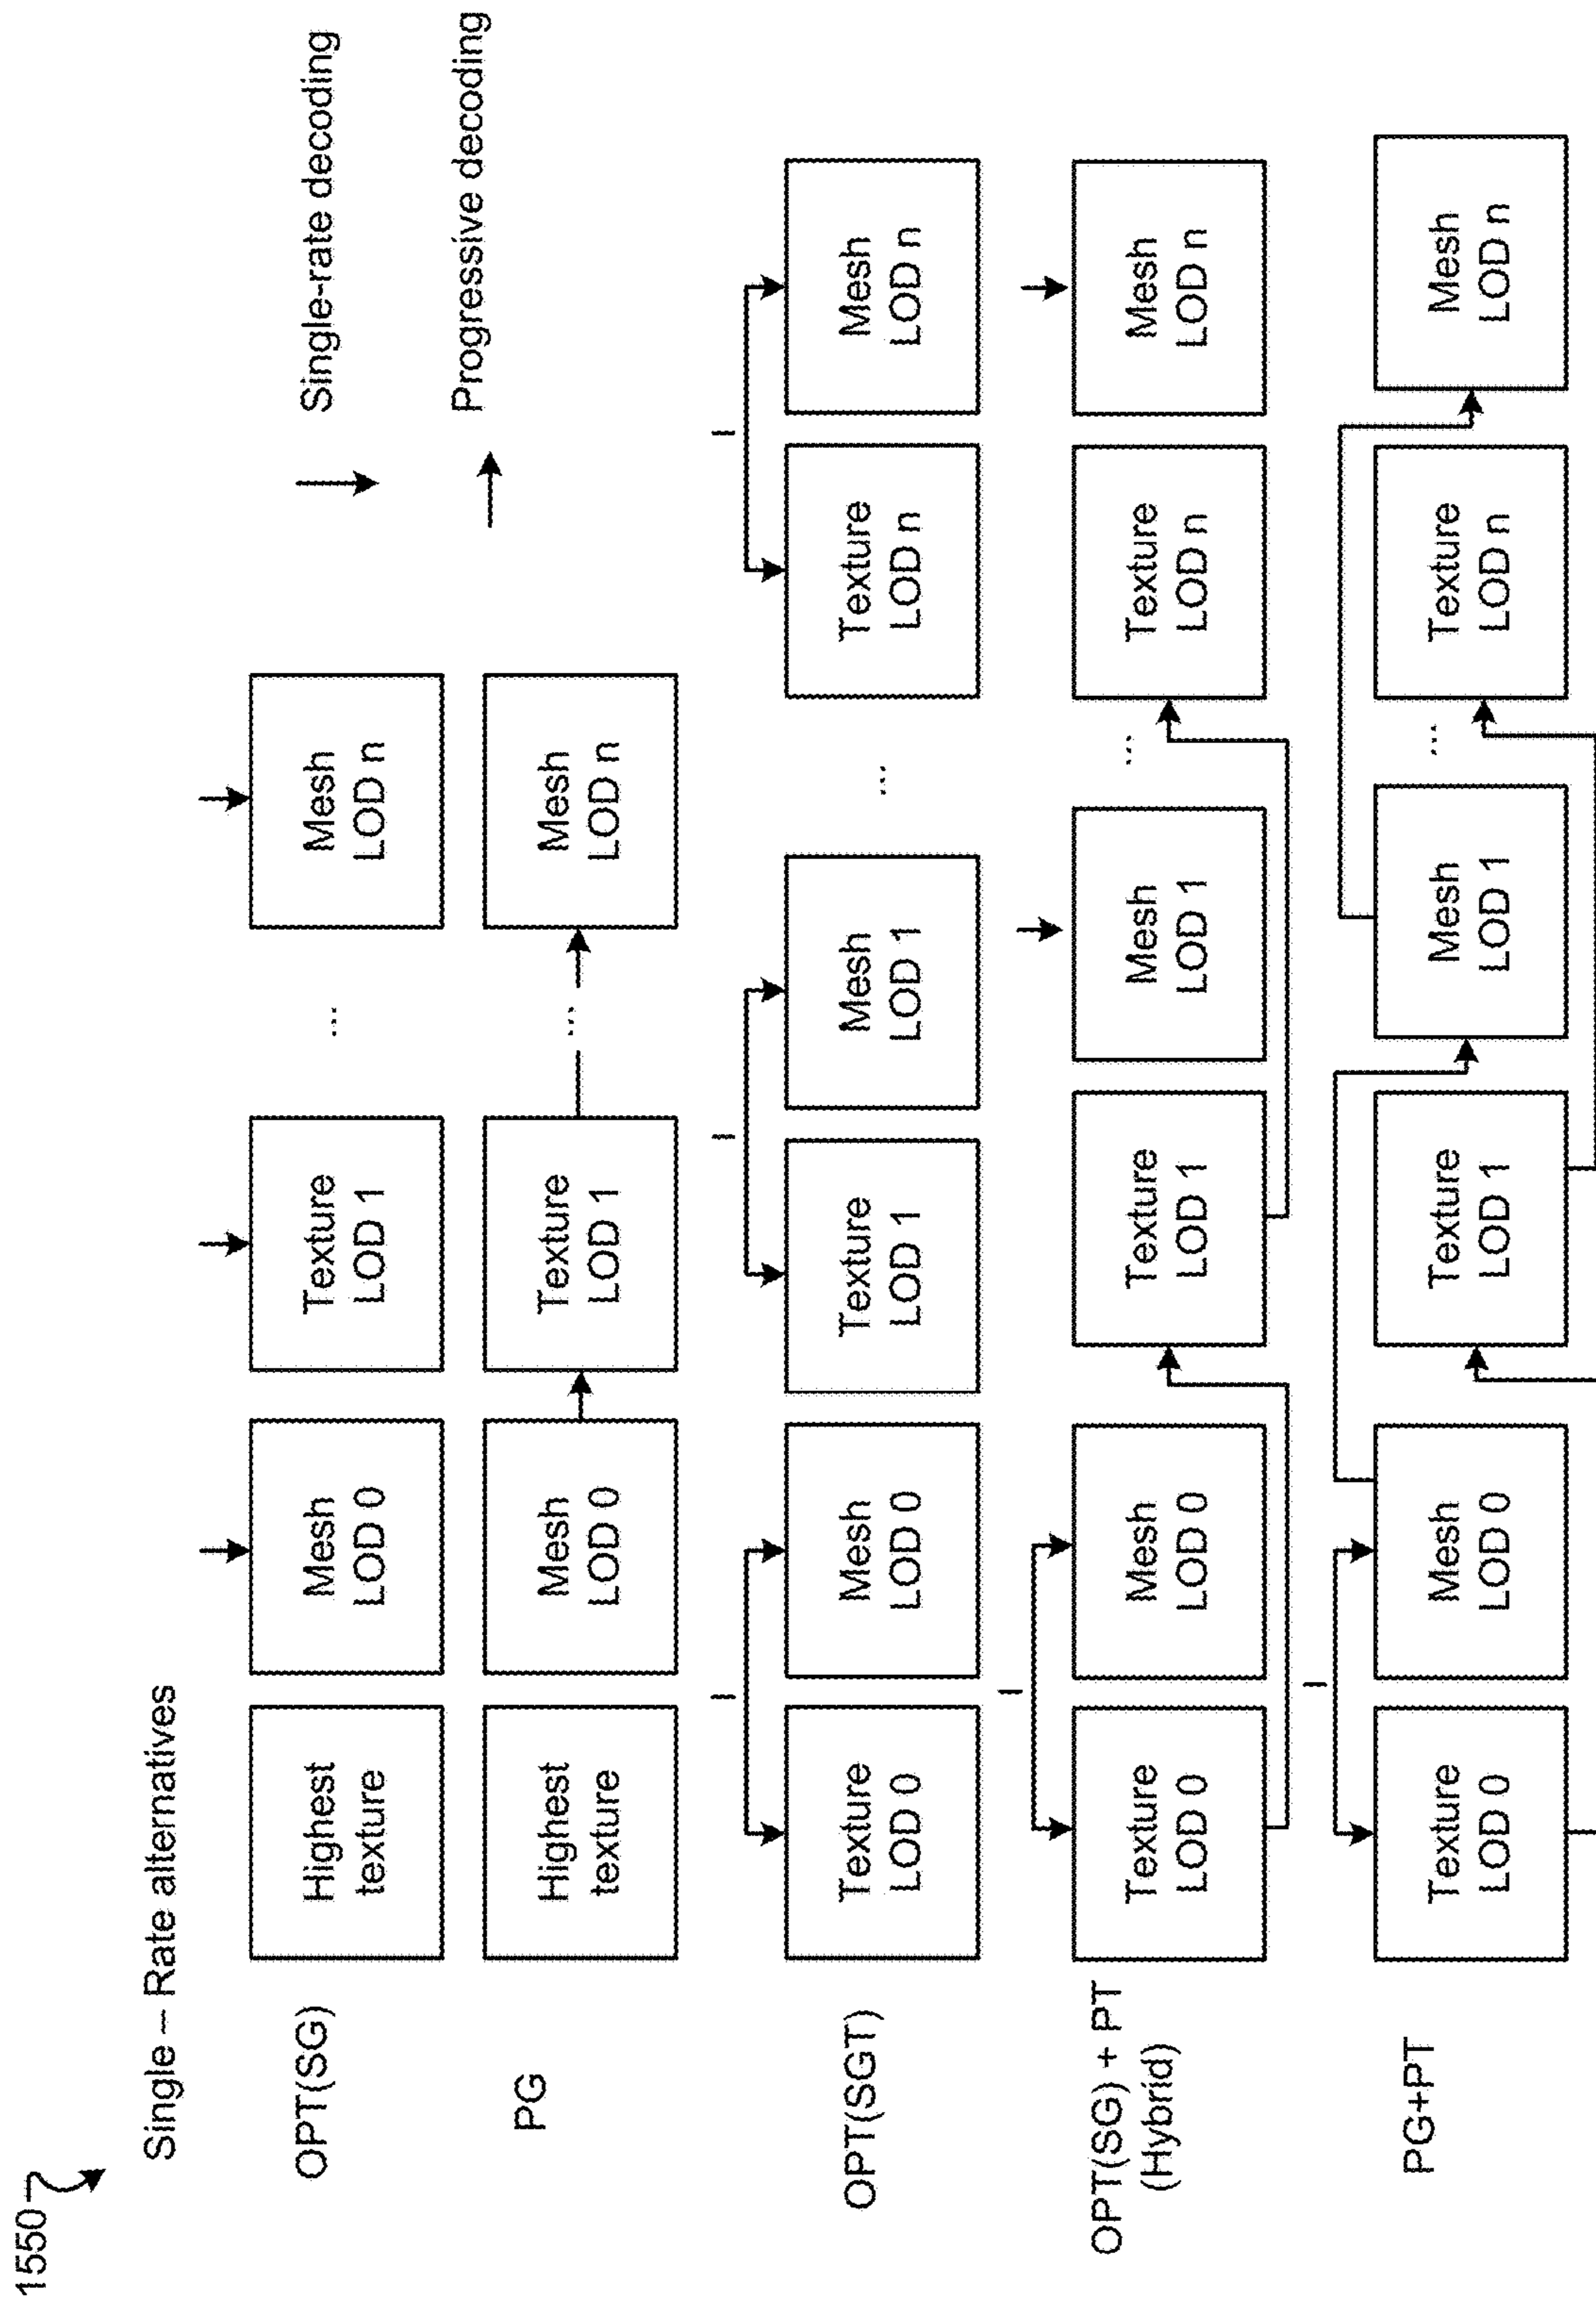 1550
Single – Rate alternatives
Single-rate decoding
Progressive decoding
OPT(SG)
Highest
texture
Mesh
LOD 0
Texture
LOD 1
...
Mesh
LOD n
PG
Highest
texture
Mesh
LOD 0
Texture
LOD 1
...
Mesh
LOD n
OPT(SGT)
Texture
LOD 0
Mesh
LOD 0
Texture
LOD 1
Mesh
LOD 1
...
Texture
LOD n
Mesh
LOD n
OPT(SG) + PT
(Hybrid)
Texture
LOD 0
Mesh
LOD 0
Texture
LOD 1
Mesh
LOD 1
...
Texture
LOD n
Mesh
LOD n
PG+PT
Texture
LOD 0
Mesh
LOD 0
Texture
LOD 1
Mesh
LOD 1
...
Texture
LOD n
Mesh
LOD n